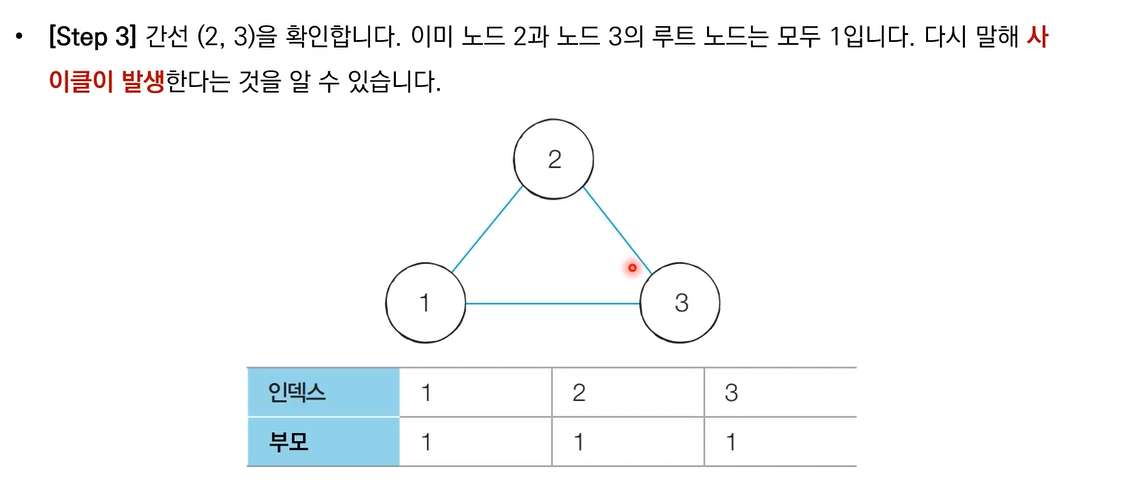 • [Step 3] 간선 (2, 3)을 확인합니다. 이미 노드 2과 노드 3의 루트 노드는 모두 1입니다. 다시 말해 사
이클이 발생한다는 것을 알 수 있습니다.
2
1 3
인덱스 1 2 3
부모 1 1 1